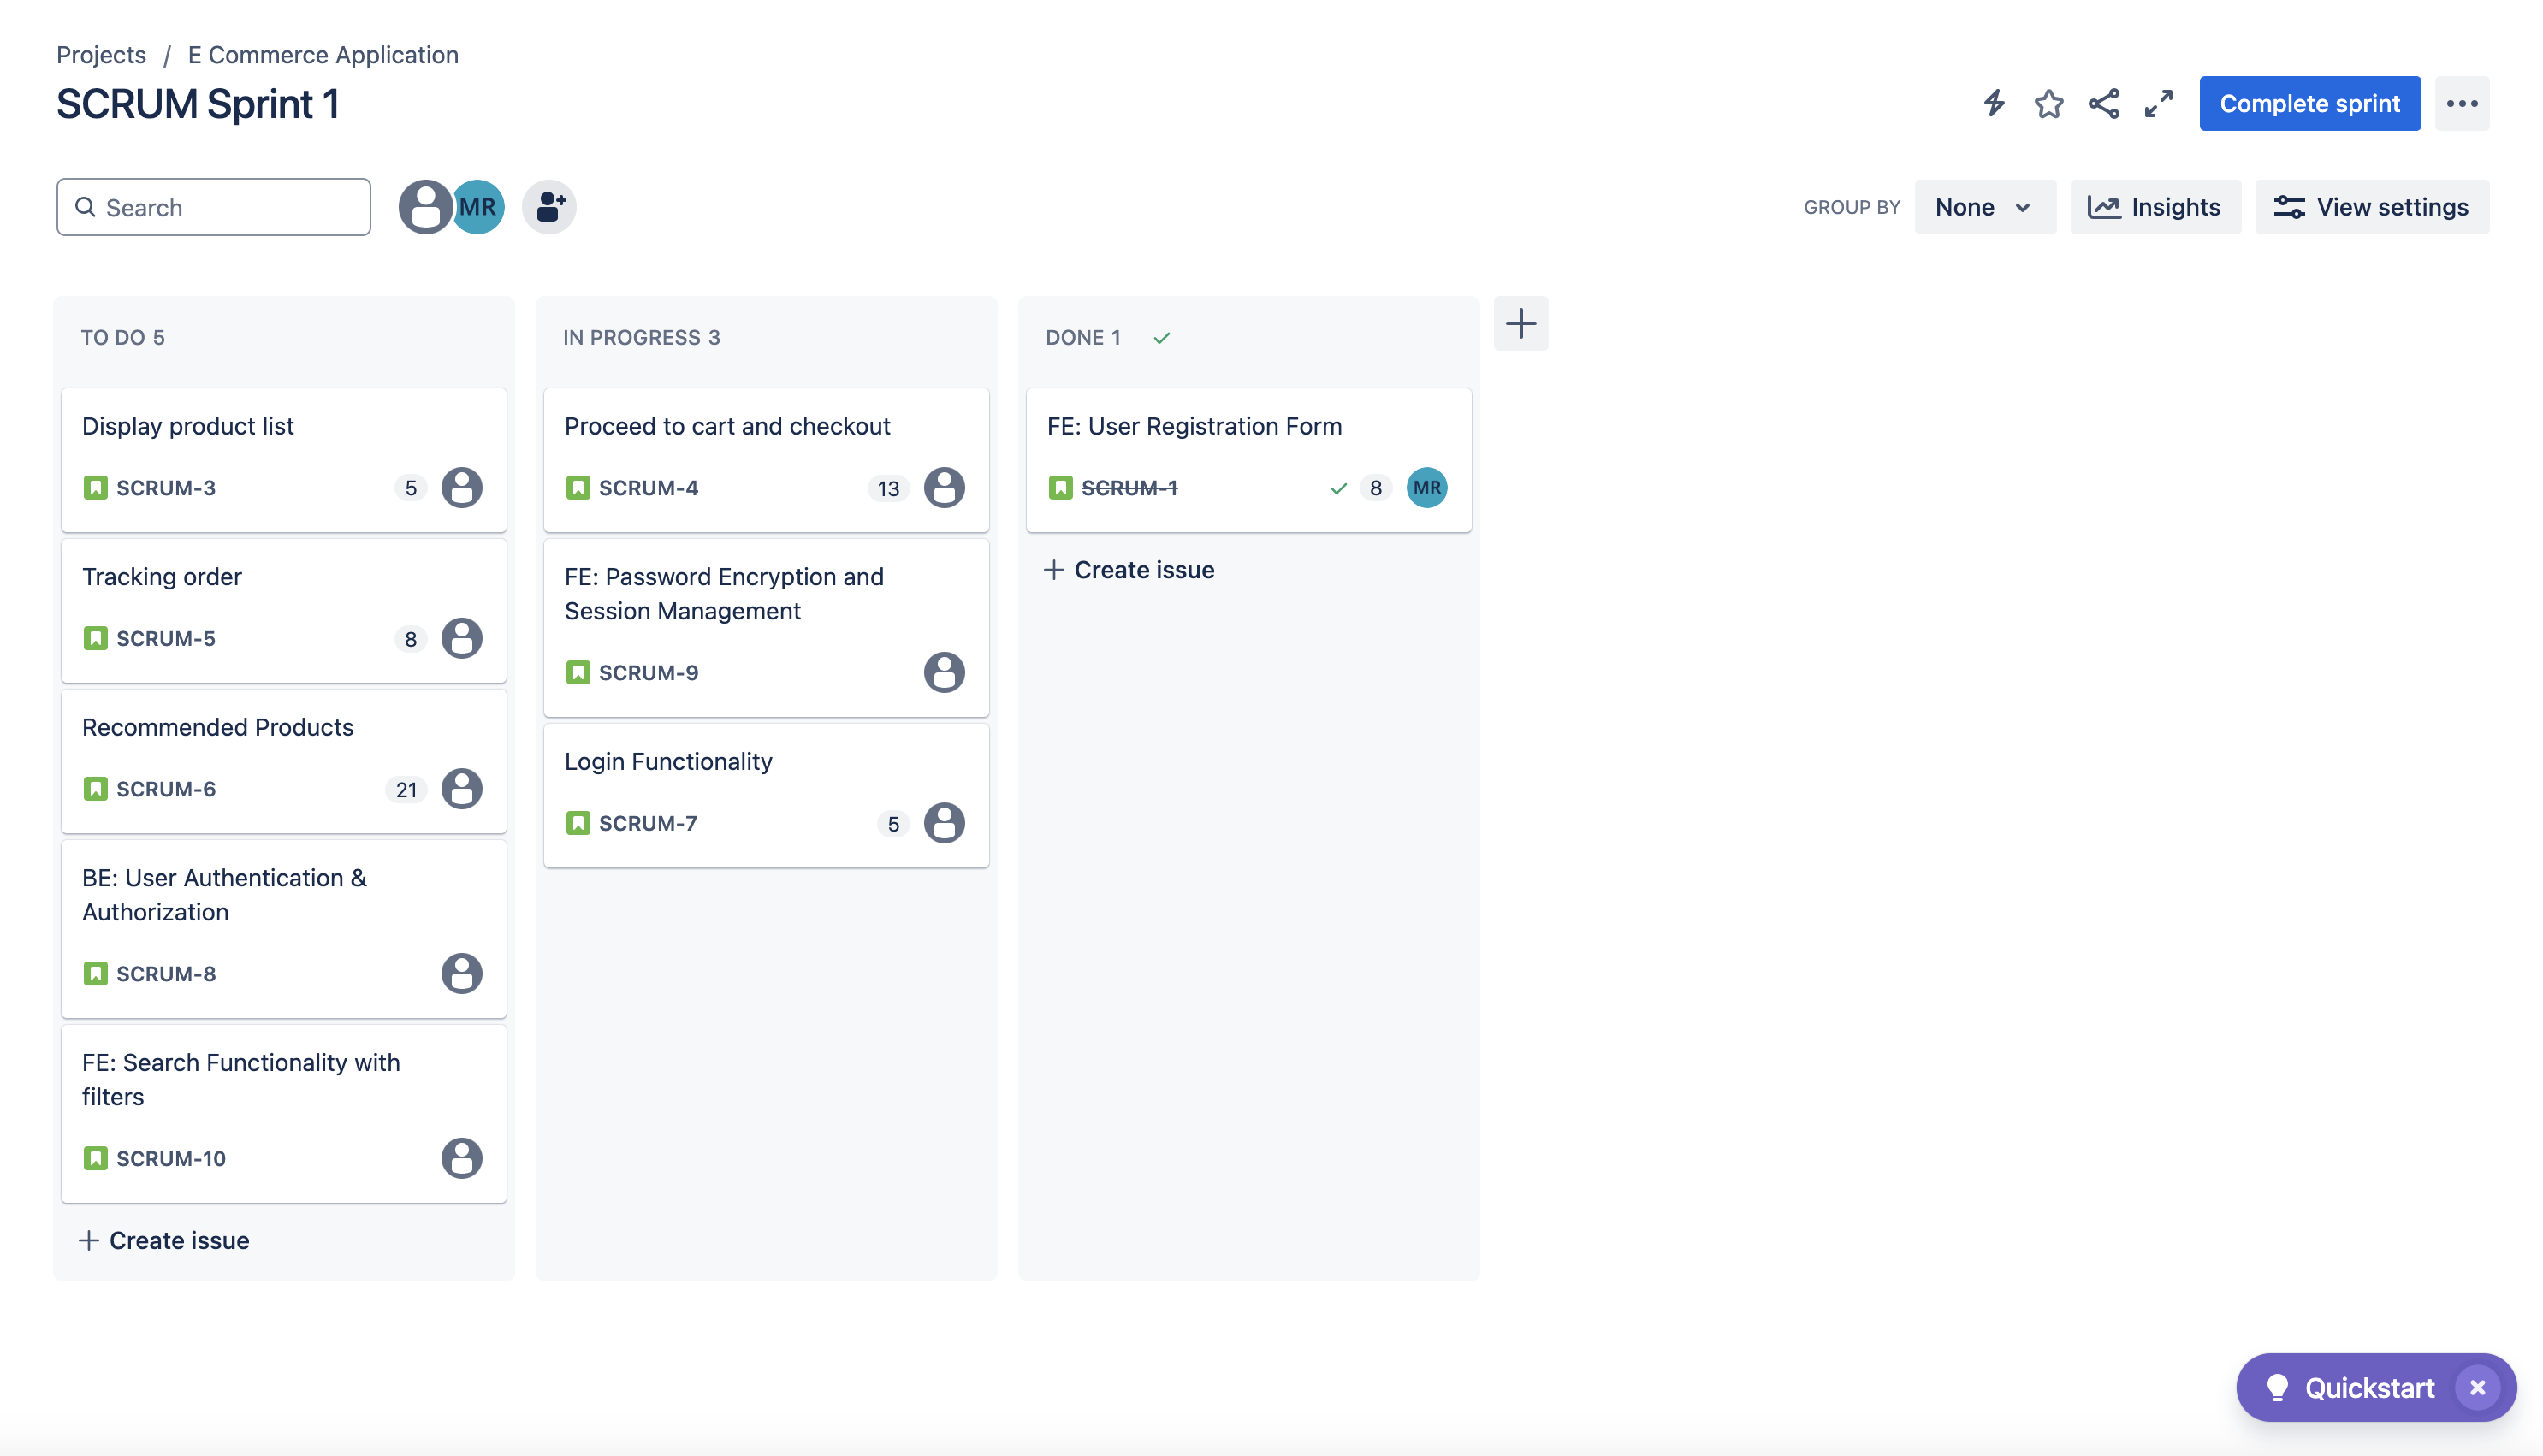 Projects / E Commerce Application
SCRUM Sprint 1
Complete sprint
Search
MR
GROUP BY None Insights View settings
TO DO 5
Display product list
SCRUM-3 5
Tracking order
SCRUM-5 8
Recommended Products
SCRUM-6 21
BE: User Authentication &
Authorization
SCRUM-8
FE: Search Functionality with
filters
SCRUM-10
Create issue
IN PROGRESS 3
Proceed to cart and checkout
SCRUM-4 13
FE: Password Encryption and
Session Management
SCRUM-9
Login Functionality
SCRUM-7 5
DONE 1
FE: User Registration Form
SCRUM-1 8 MR
Create issue
Quickstart